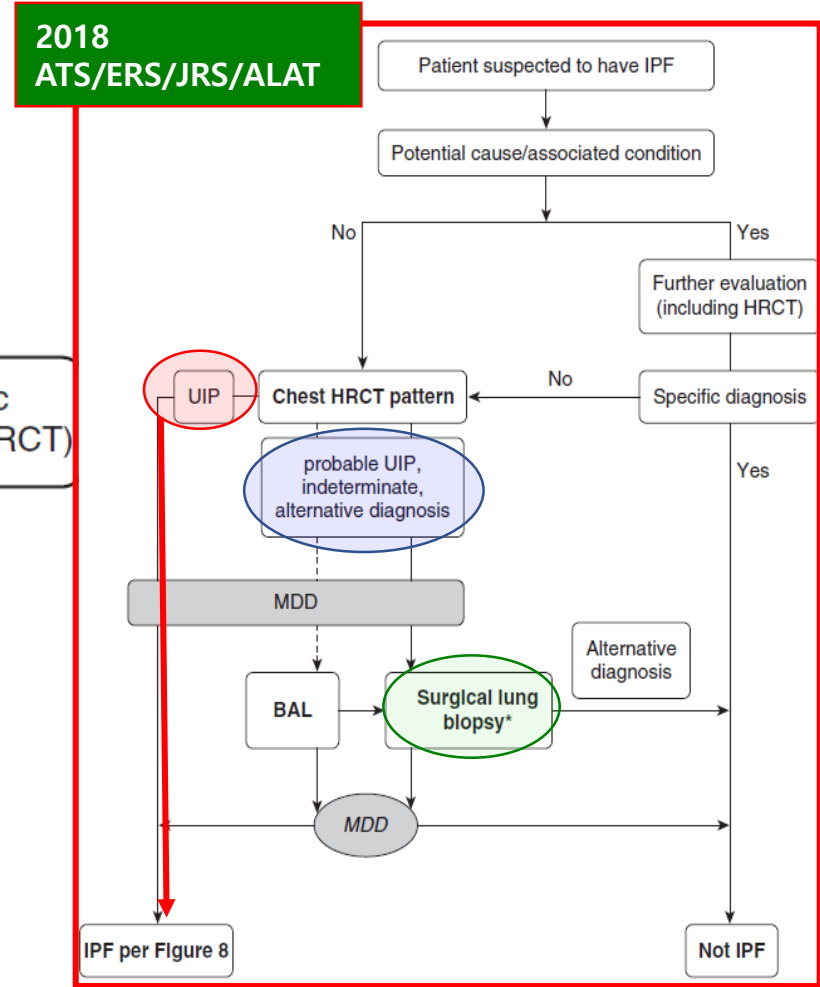 2018
ATS/ERS/JRS/ALAT
Patient suspected to have IPF
Potential cause/associated condition
No
Yes
Further evaluation
(including HRCT)
c
RCT)
UIP
Chest HRCT pattern
No
Specific diagnosis
probable UIP,
indeterminate,
alternative diagnosis
Yes
MDD
Alternative
diagnosis
BAL
Surgical lung
blopsy*
MDD
IPF per Figure 8
Not IPF